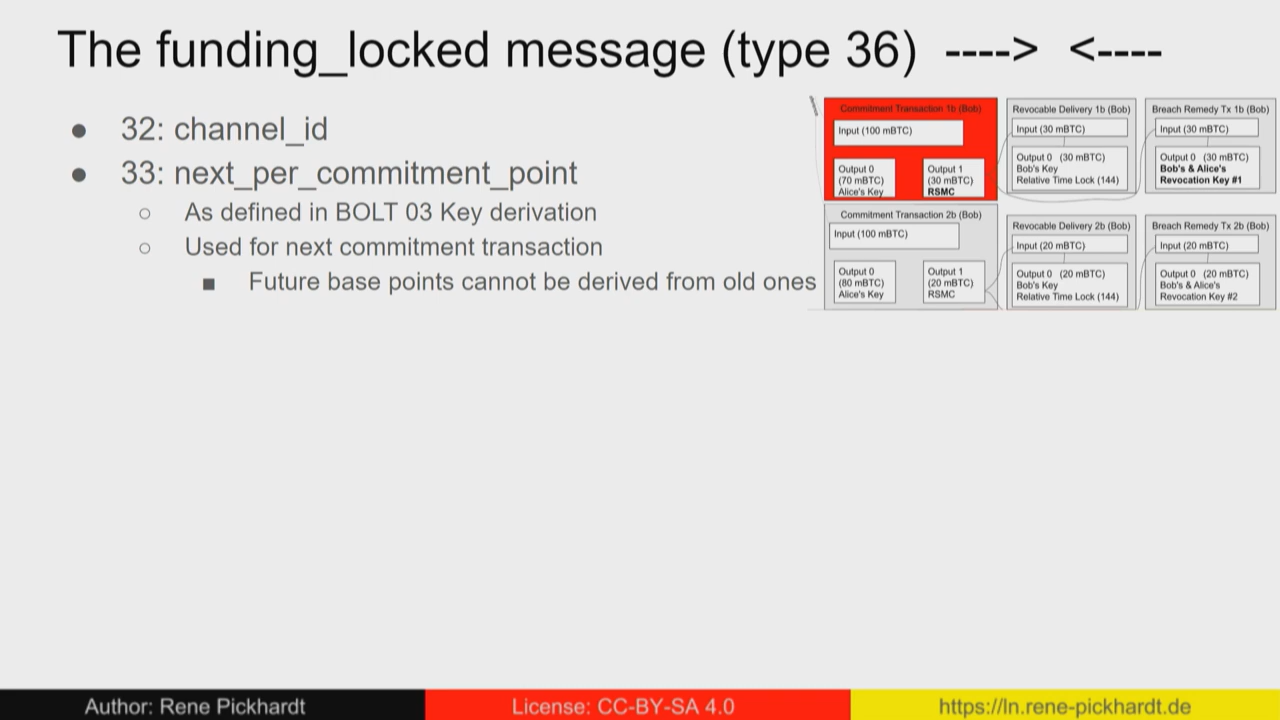 The funding_locked message (type 36) ----> <----
● 32: channel_id
● 33: next_per_commitment_point
○ As defined in BOLT 03 Key derivation
○ Used for next commitment transaction
■ Future base points cannot be derived from old ones
Commitment Transaction 1b (Bob)
Input (100 mBTC)
Output 0
(70 mBTC)
Alice's Key
Output 1
(30 mBTC)
RSMC
Revocable Delivery 1b (Bob)
Input (30 mBTC)
Output 0 (30 mBTC)
Bob's Key
Relative Time Lock (144)
Breach Remedy Tx 1b (Bob)
Input (30 mBTC)
Output 0 (30 mBTC)
Bob's & Alice's
Revocation Key #1
Commitment Transaction 2b (Bob)
Input (100 mBTC)
Output 0
(80 mBTC)
Alice's Key
Output 1
(20 mBTC)
RSMC
Revocable Delivery 2b (Bob)
Input (20 mBTC)
Output 0 (20 mBTC)
Bob's Key
Relative Time Lock (144)
Breach Remedy Tx 2b (Bob)
Input (20 mBTC)
Output 0 (20 mBTC)
Bob's & Alice's
Revocation Key #2
Author: Rene Pickhardt
License: CC-BY-SA 4.0
https://ln.rene-pickhardt.de